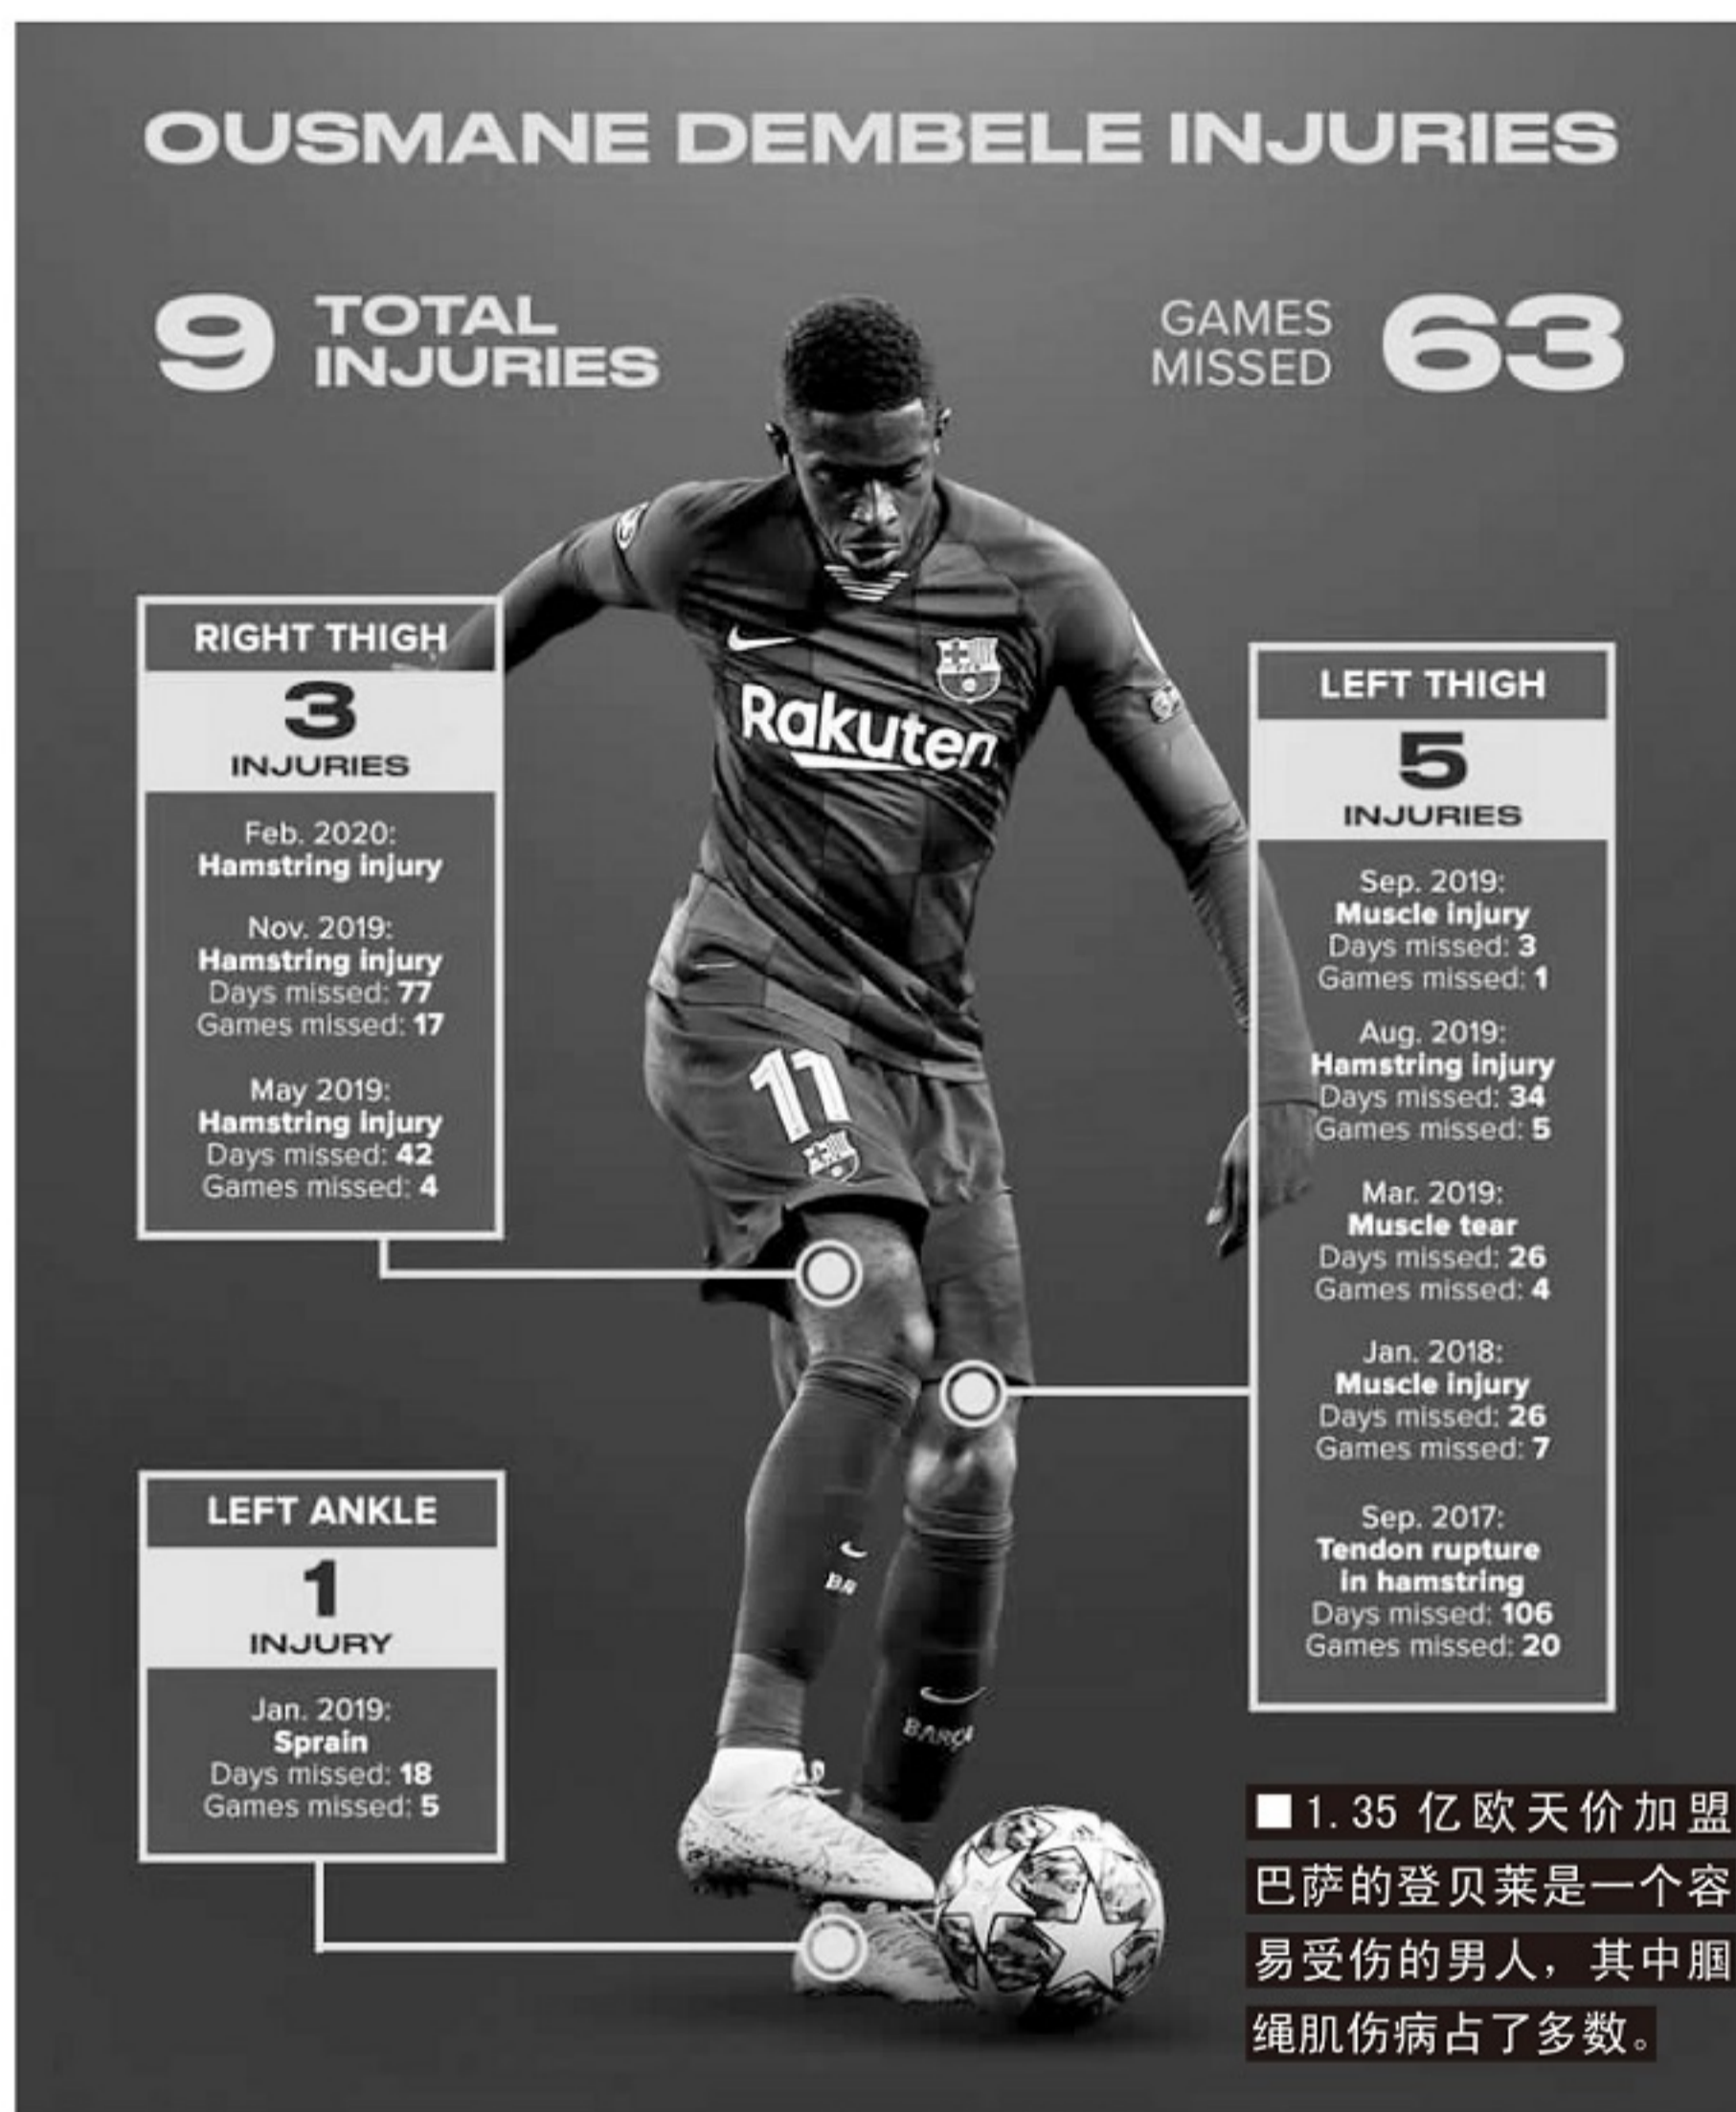 OUSMANE DEMBELE INJURIES
9
TOTAL
INJURIES
GAMES
MISSED
63
RIGHT THIGH
3
INJURIES
Feb. 2020:
Hamstring injury
Nov. 2019:
Hamstring injury
Days missed: 77
Games missed: 17
May 2019:
Hamstring injury
Days missed: 42
Games missed: 4
LEFT THIGH
5
INJURIES
Sep. 2019:
Muscle injury
Days missed: 3
Games missed: 1
Aug. 2019:
Hamstring injury
Days missed: 34
Games missed: 5
Mar. 2019:
Muscle tear
Days missed: 26
Games missed: 4
Jan. 2018:
Muscle injury
Days missed: 26
Games missed: 7
Sep. 2017:
Tendon rupture
in hamstring
Days missed: 106
Games missed: 20
LEFT ANKLE
1
INJURY
Jan. 2019:
Sprain
Days missed: 18
Games missed: 5
Rakuten
11
BARÇA
■1.35 亿欧天价加盟
巴萨的登贝莱是一个容
易受伤的男人，其中腘
绳肌伤病占了多数。